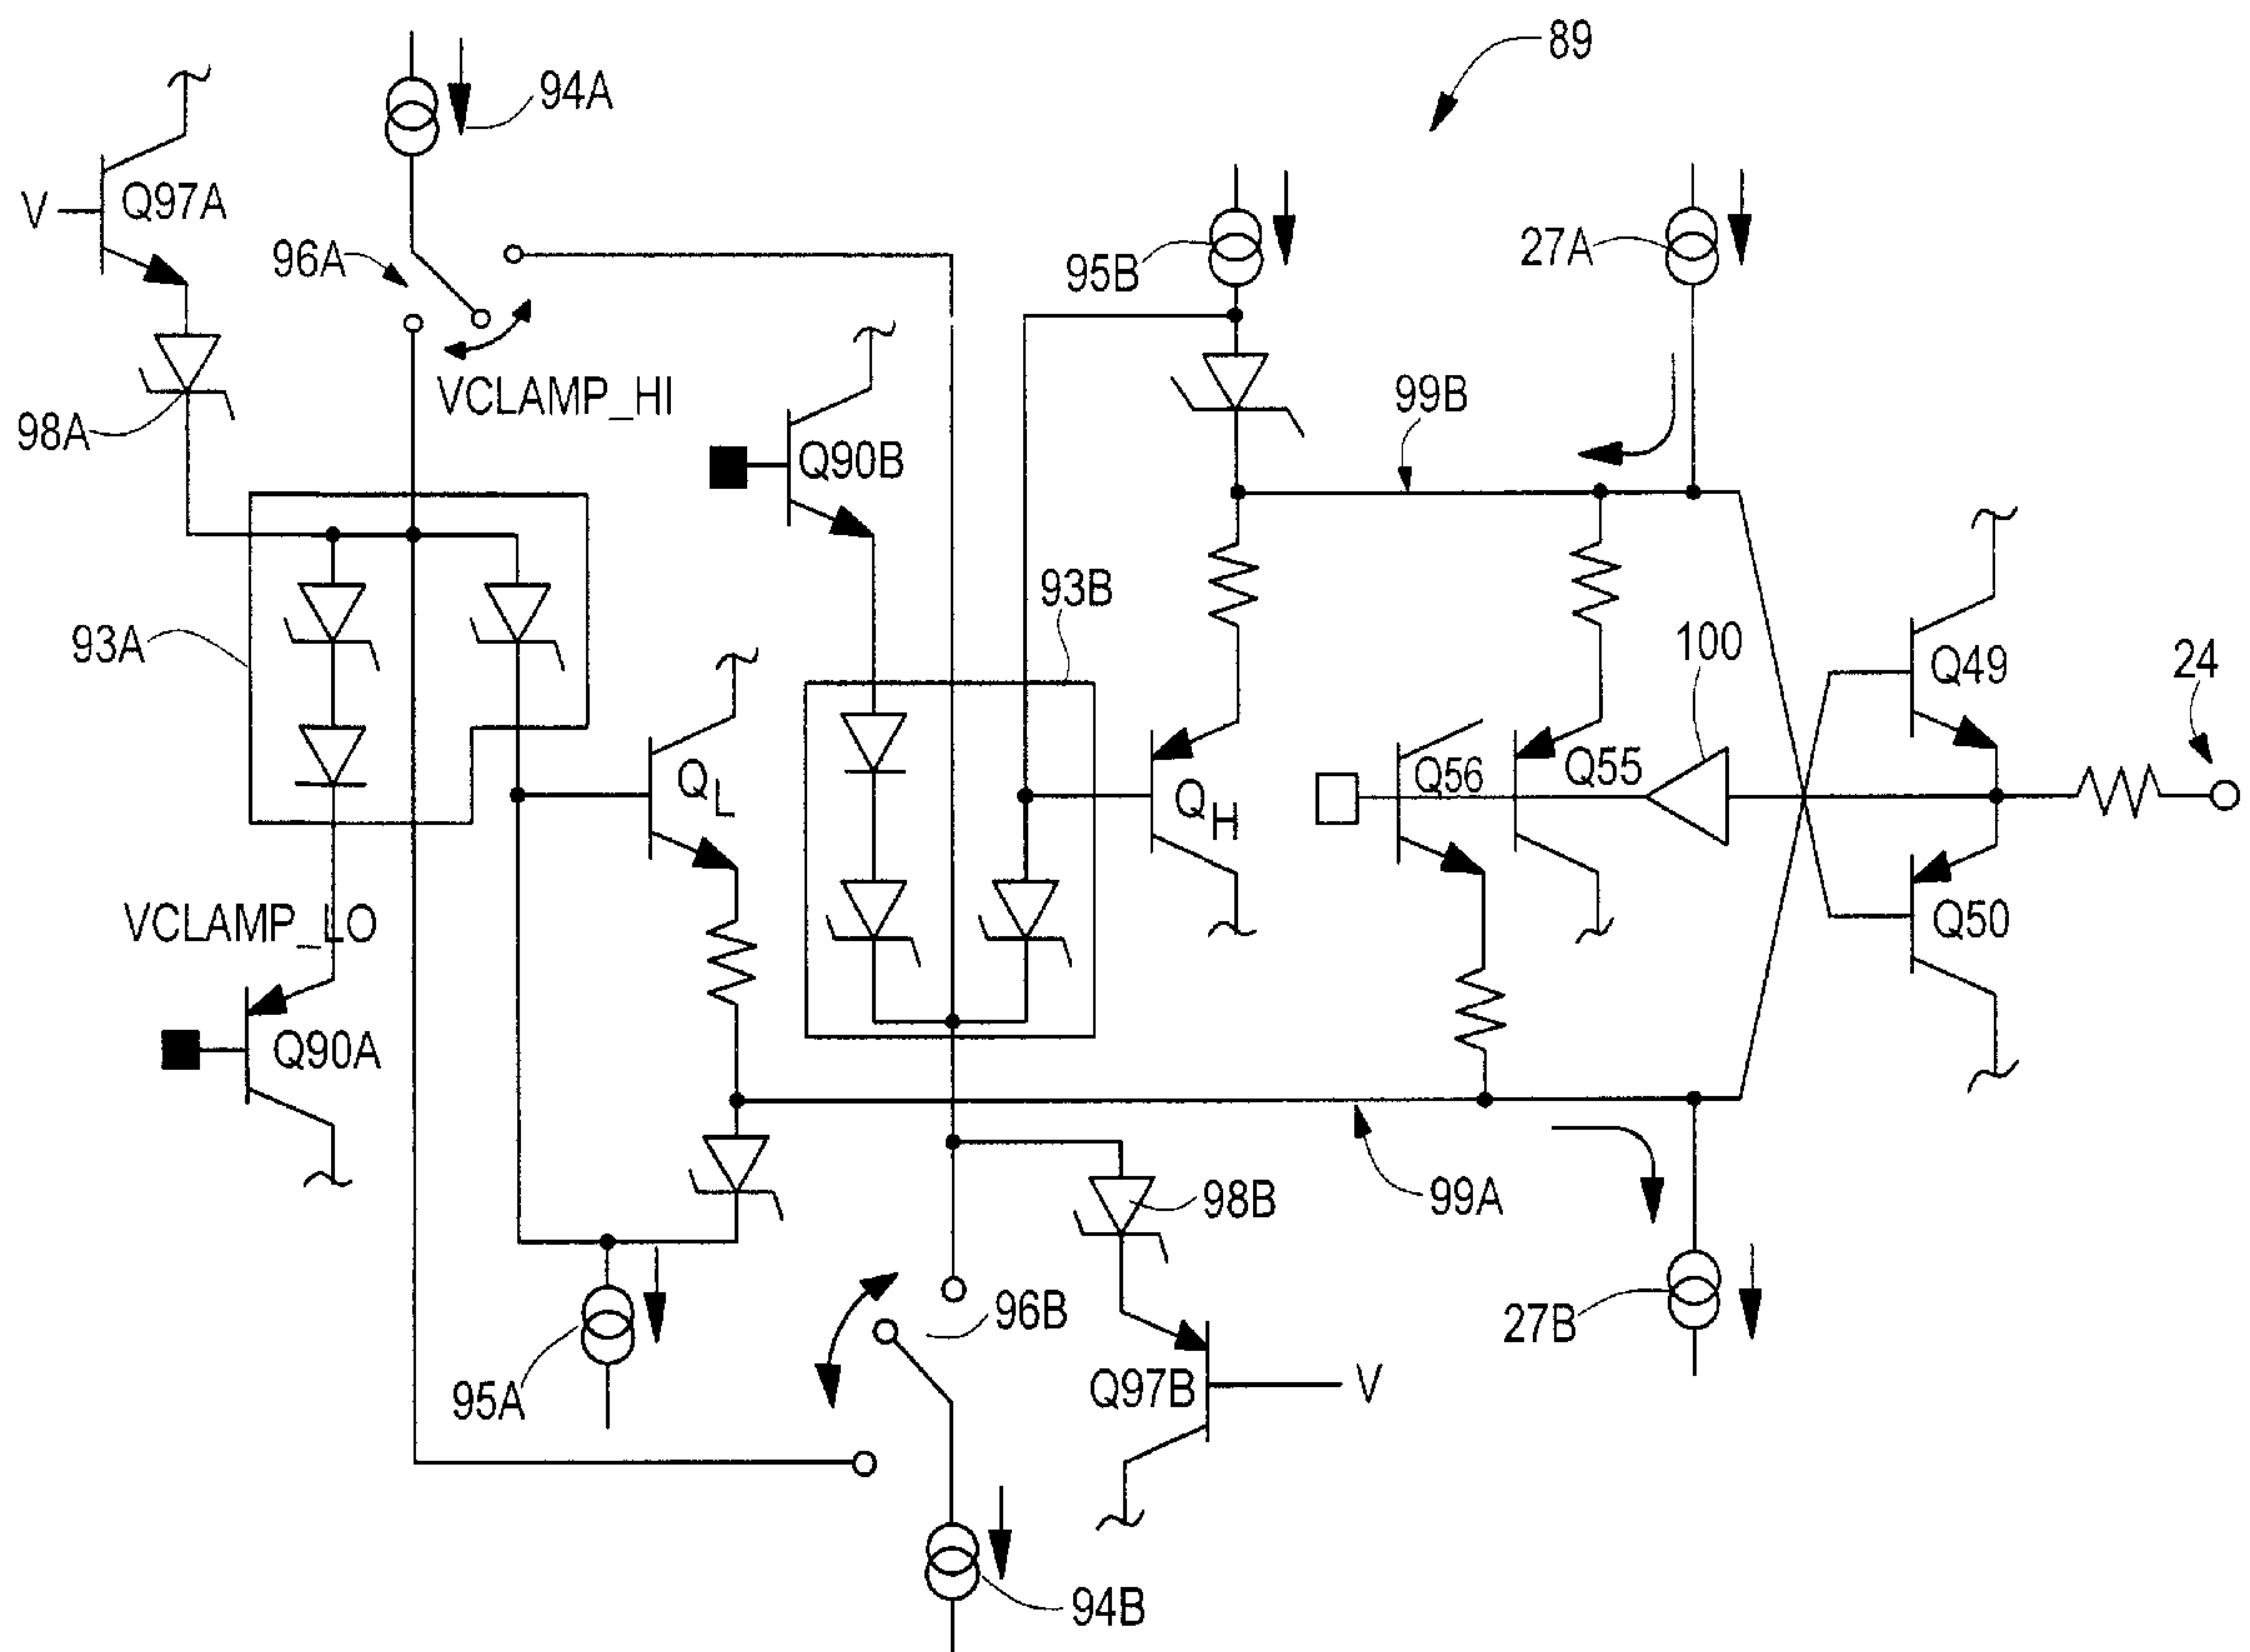 89
94A
Q97A
V
96A
95B
27A
VCLAMP_HI
99B
98A
Q90B
93B
93A
100
Q49
24
QL
QH
Q56
Q55
VCLAMP_LO
Q50
Q90A
98B
99A
96B
27B
95A
Q97B
V
94B